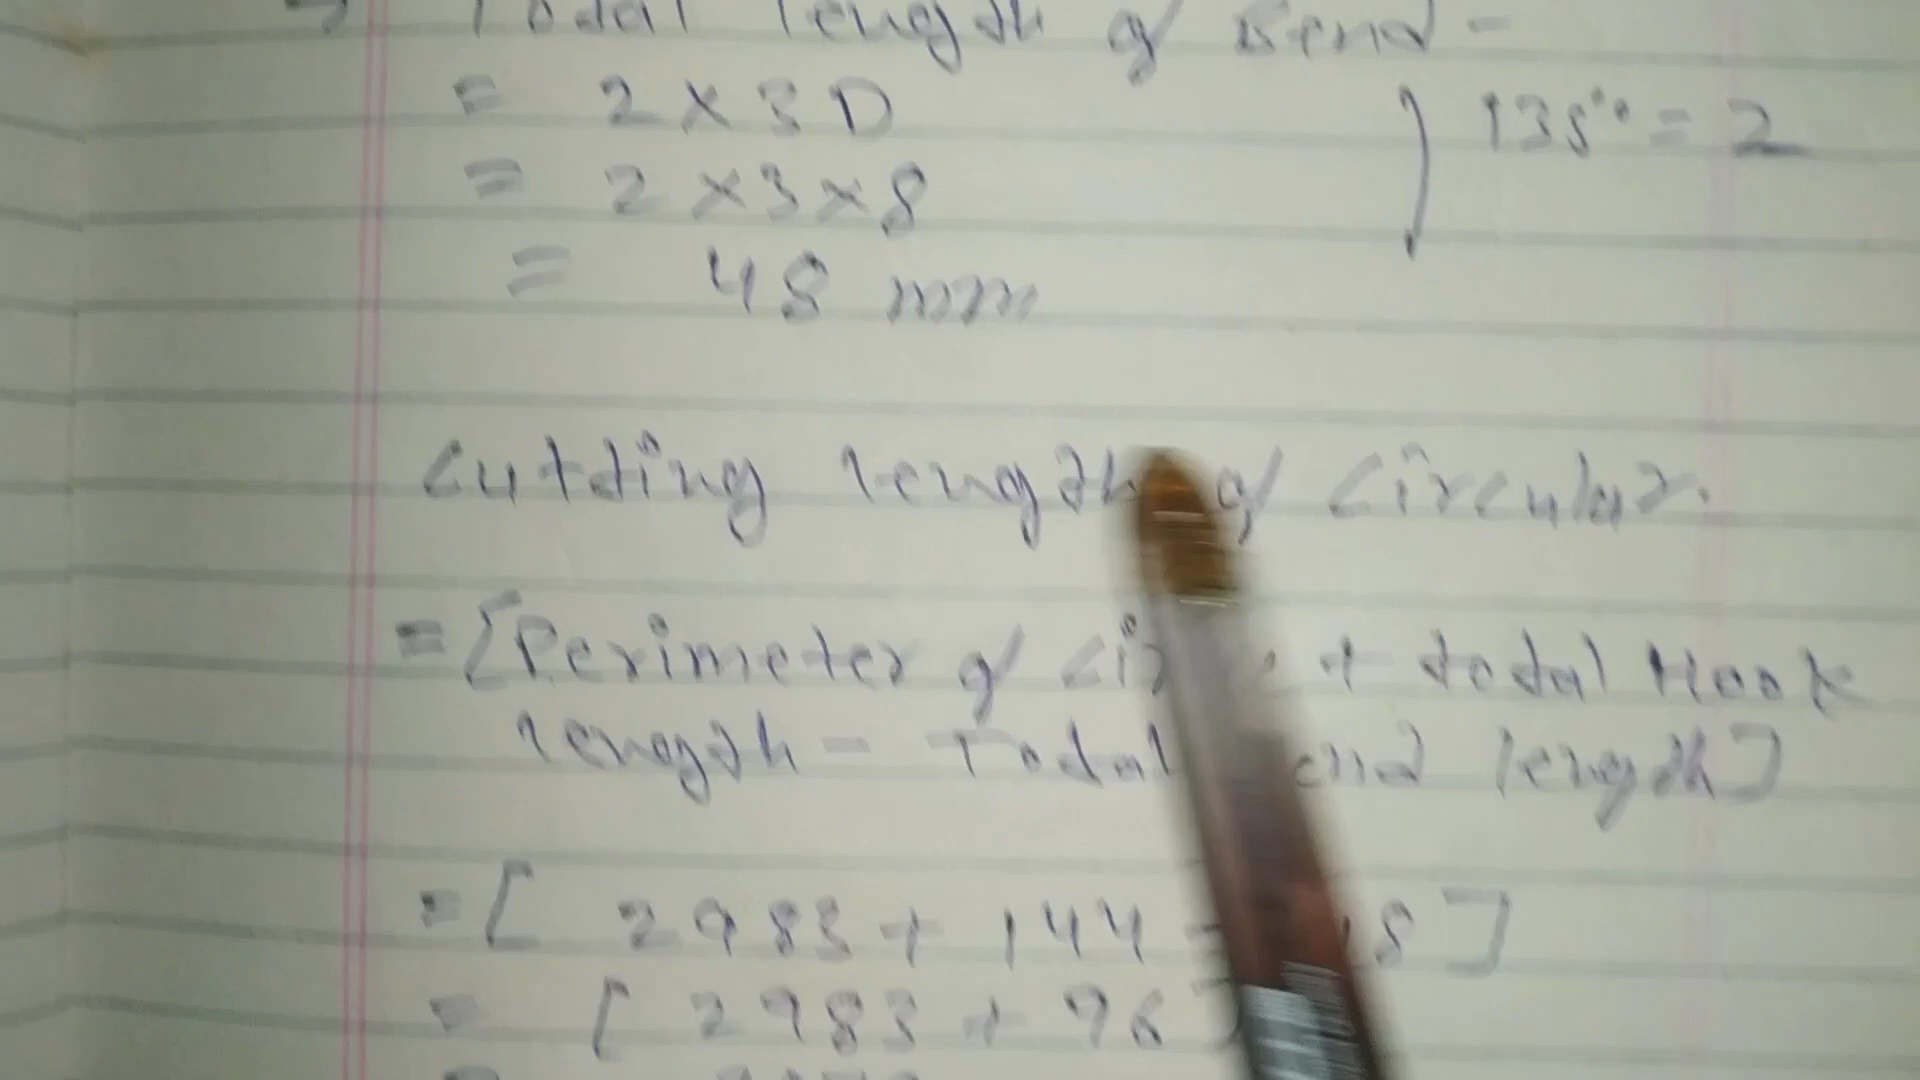 → Total length of Bend -
= 2 × 3 D
135° = 2
= 2 × 3 × 8
= 48 mm
Cutting length of Circular.
= [Perimeter of + total Hook
length - Total length]
= [ 2983 + 144 - 8 ]
= [ 2983 + 96 ]